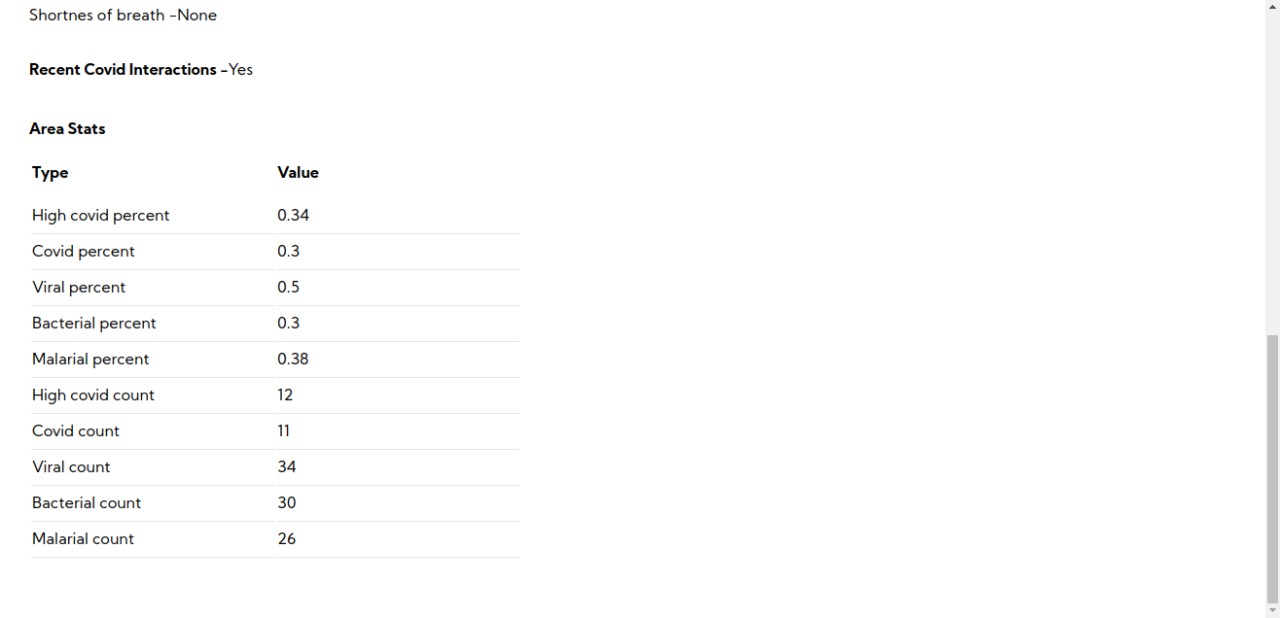 Shortnes of breath -None
Recent Covid Interactions -Yes
Area Stats
Type Value
High covid percent 0.34
Covid percent 0.3
Viral percent 0.5
Bacterial percent 0.3
Malarial percent 0.38
High covid count 12
Covid count 11
Viral count 34
Bacterial count 30
Malarial count 26